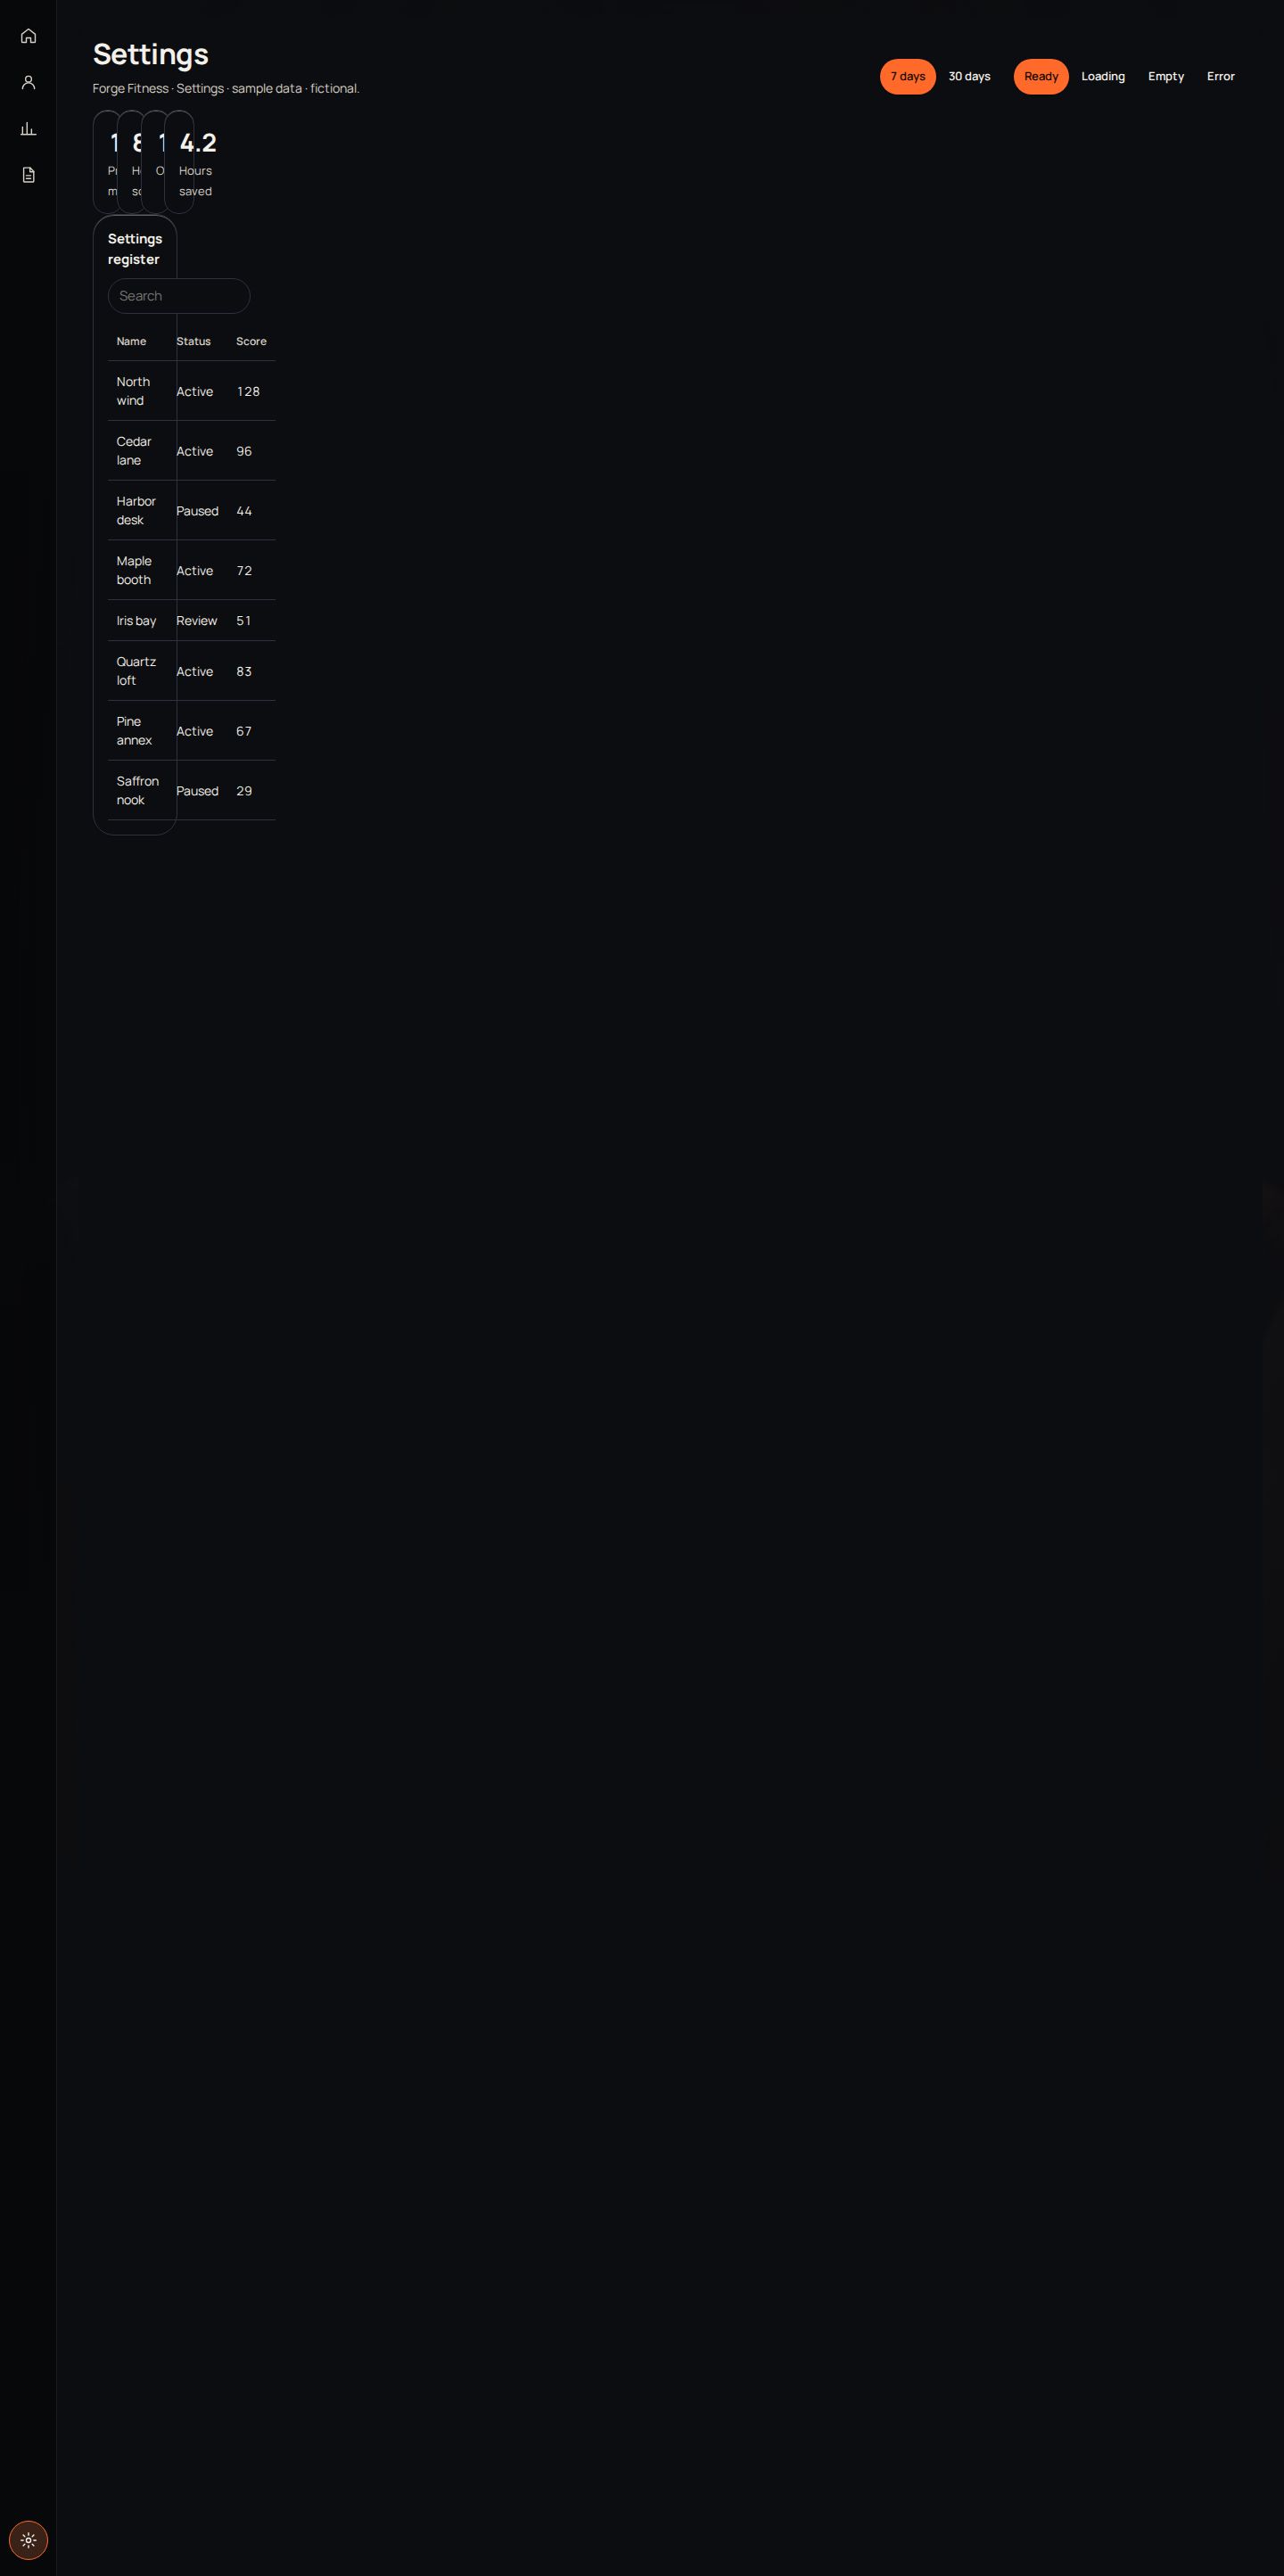 Settings
Forge Fitness · Settings · sample data · fictional.
7 days 30 days Ready Loading Empty Error
4.2
Hours
saved
Settings
register
Search
Name Status Score
North
wind
Active 128
Cedar
lane
Active 96
Harbor
desk
Paused 44
Maple
booth
Active 72
Iris bay Review 51
Quartz
loft
Active 83
Pine
annex
Active 67
Saffron
nook
Paused 29